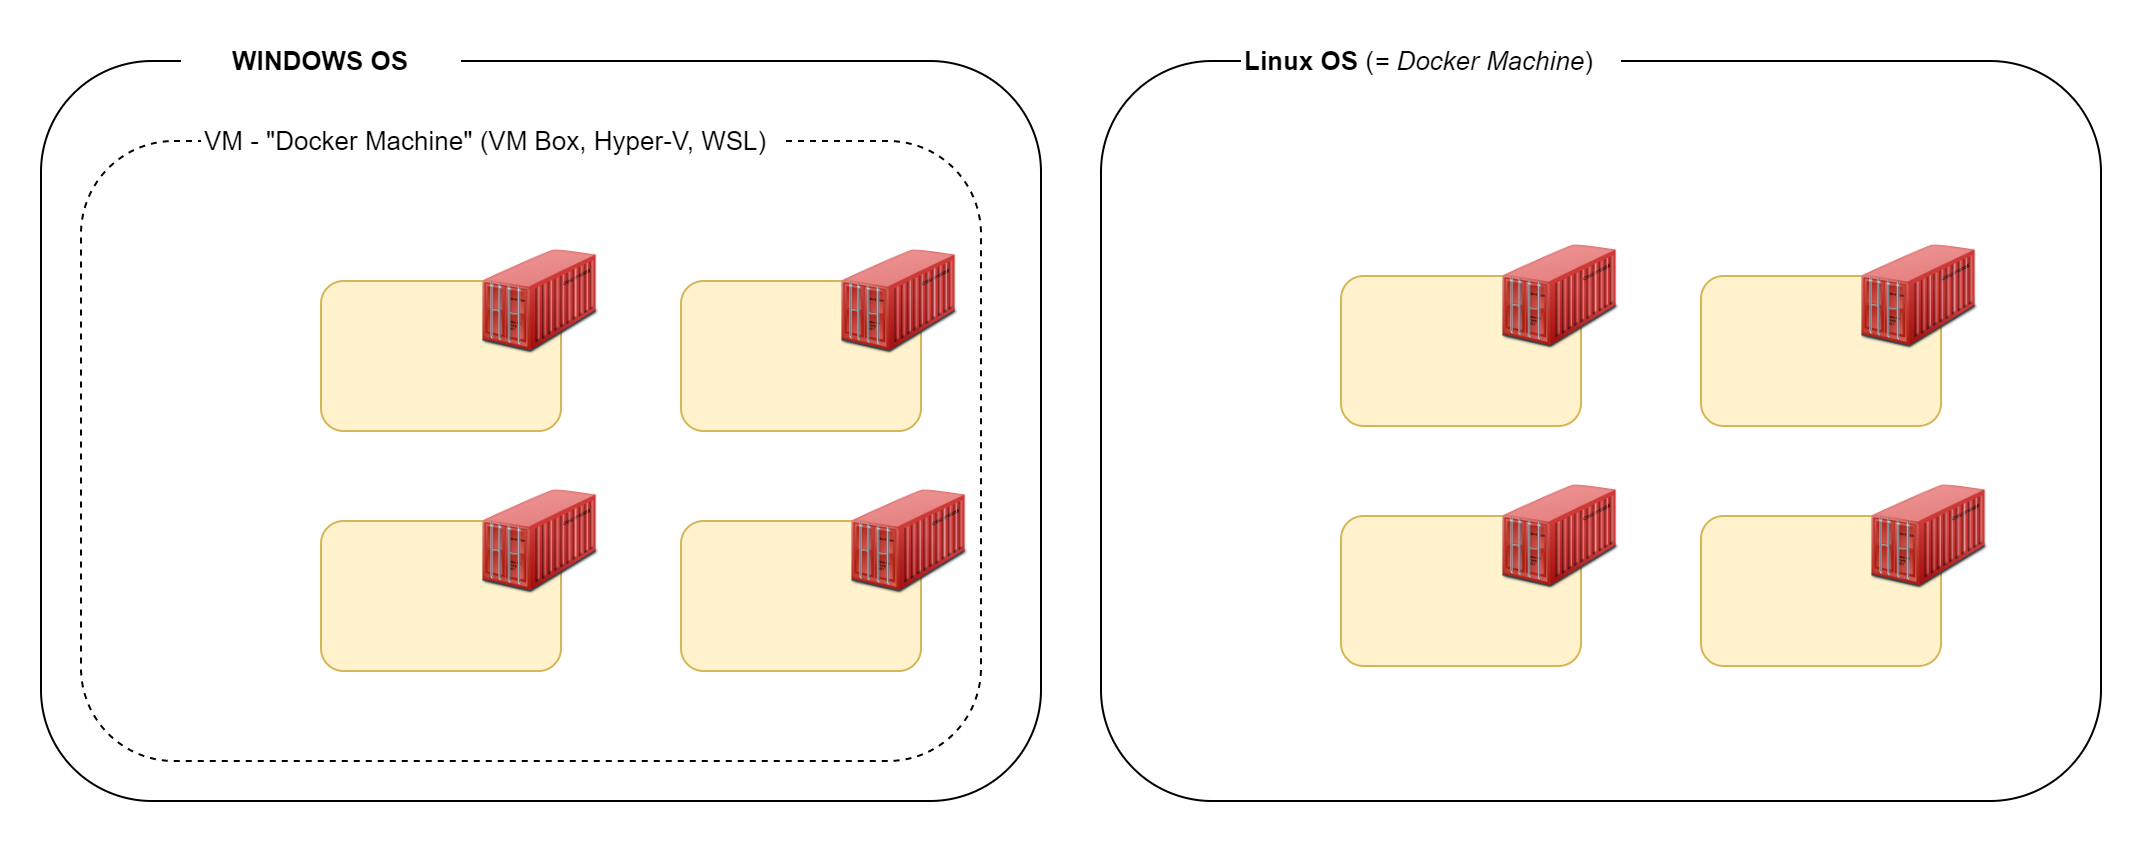 WINDOWS OS
VM - "Docker Machine" (VM Box, Hyper-V, WSL)
Linux OS (= Docker Machine)